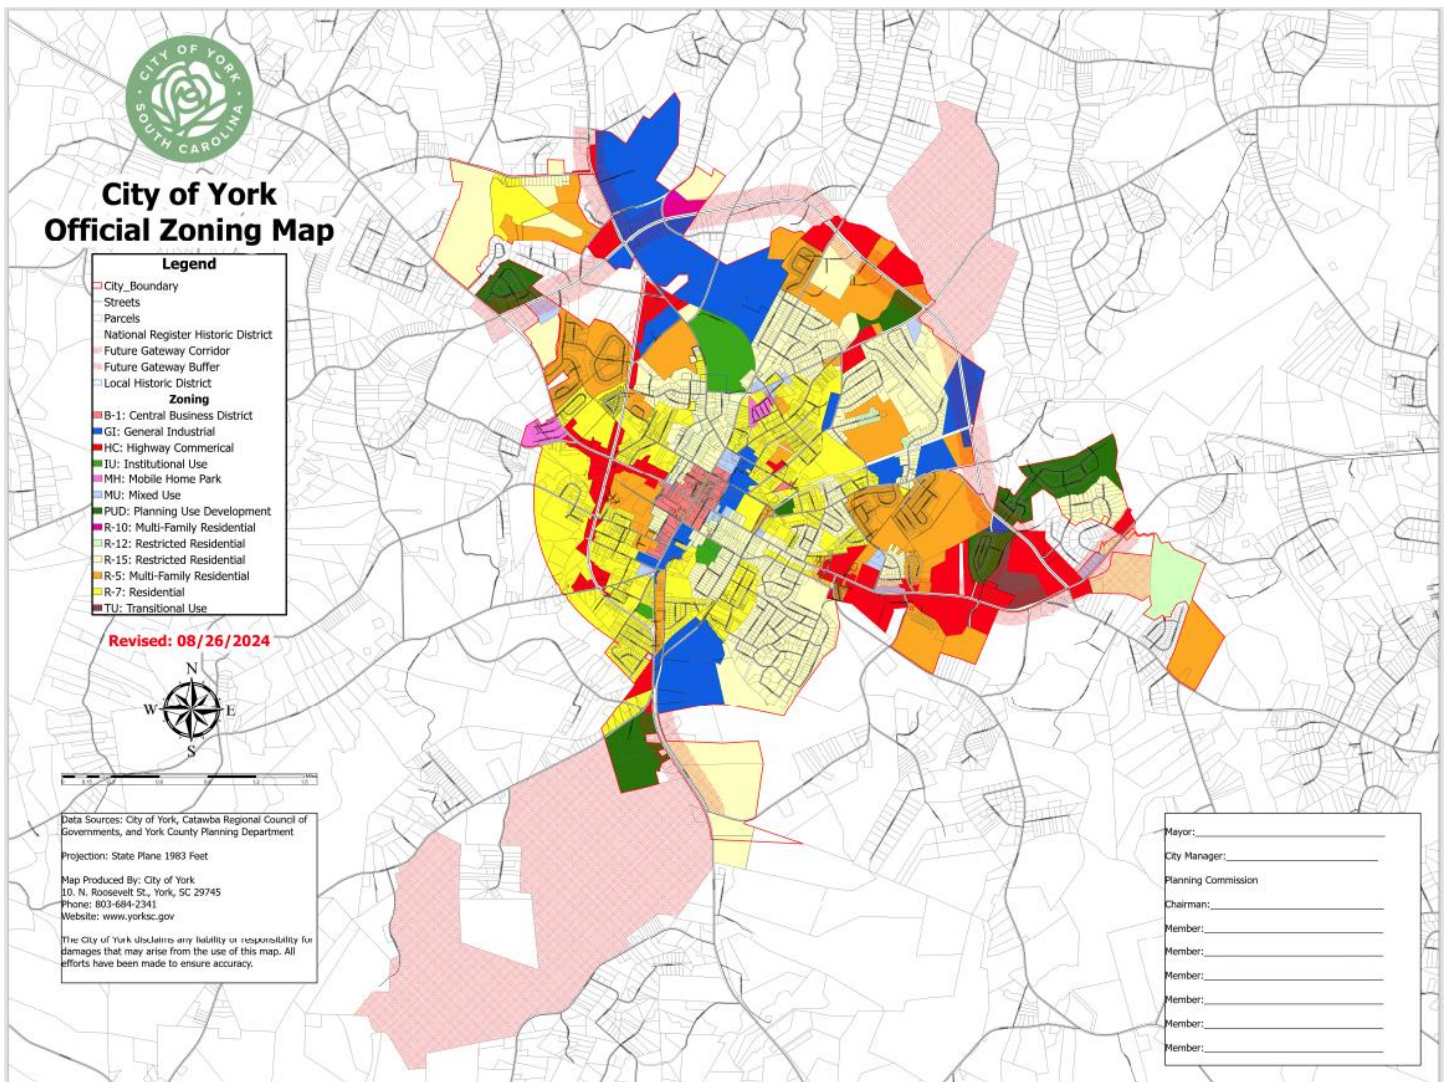 CITY OF YORK
SOUTH CAROLINA
City of York
Official Zoning Map
Legend
City_Boundary
Streets
Parcels
National Register Historic District
Future Gateway Corridor
Future Gateway Buffer
Local Historic District
Zoning
B-1: Central Business District
GI: General Industrial
HC: Highway Commerical
IU: Institutional Use
MH: Mobile Home Park
MU: Mixed Use
PUD: Planning Use Development
R-10: Multi-Family Residential
R-12: Restricted Residential
R-15: Restricted Residential
R-5: Multi-Family Residential
R-7: Residential
TU: Transitional Use
Revised: 08/26/2024
N
W E
S
Data Sources: City of York, Catawba Regional Council of
Governments, and York County Planning Department
Projection: State Plane 1983 Feet
Map Produced By: City of York
10. N. Roosevelt St., York, SC 29745
Phone: 803-684-2341
Website: www.yorksc.gov
The City of York disclaims any liability or responsibility for
damages that may arise from the use of this map. All
efforts have been made to ensure accuracy.
Mayor:
City Manager:
Planning Commission
Chairman:
Member:
Member:
Member:
Member:
Member:
Member: